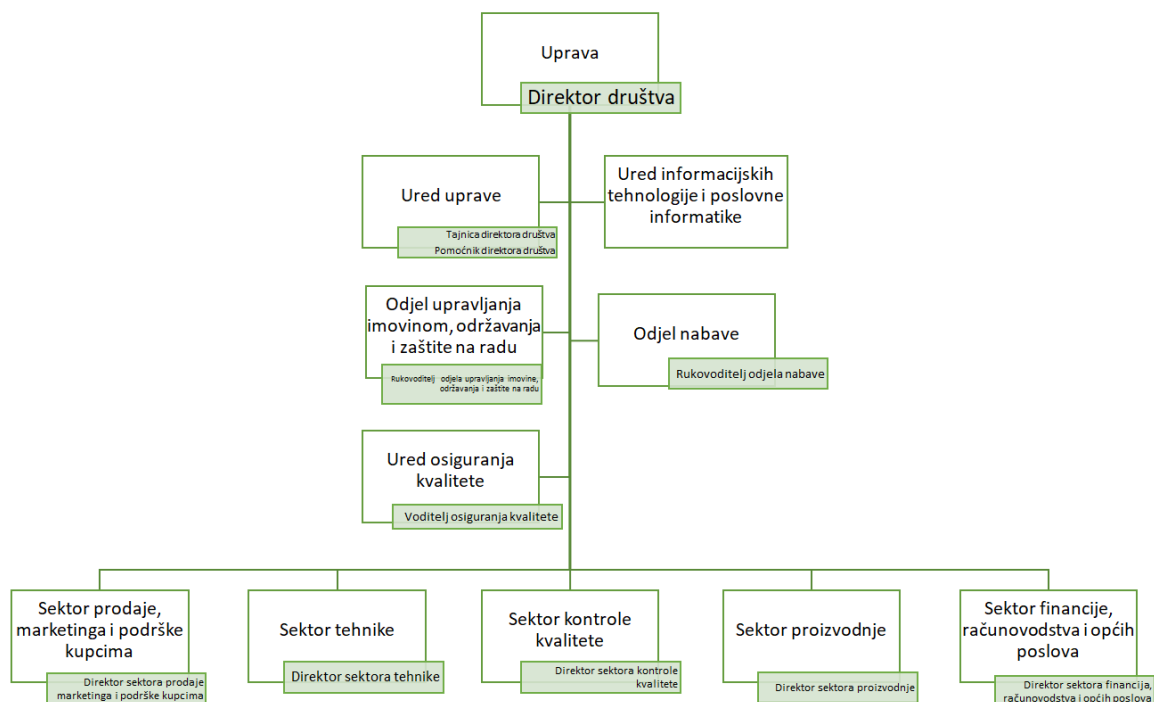 Uprava
Direktor društva
Ured uprave
Tajnica direktora društva
Pomoćnik direktora društva
Ured informacijskih
tehnologije i poslovne
informatike
Odjel upravljanja
imovinom, održavanja
i zaštite na radu
Rukovoditelj odjela upravljanja imovine,
održavanja i zaštite na radu
Odjel nabave
Rukovoditelj odjela nabave
Ured osiguranja
kvalitete
Voditelj osiguranja kvalitete
Sektor prodaje,
marketinga i podrške
kupcima
Direktor sektora prodaje
marketinga i podrške kupcima
Sektor tehnike
Direktor sektora tehnike
Sektor kontrole
kvalitete
Direktor sektora kontrole
kvalitete
Sektor proizvodnje
Direktor sektora proizvodnje
Sektor financije,
računovodstva i općih
poslova
Direktor sektora financija,
računovodstva i općih poslova